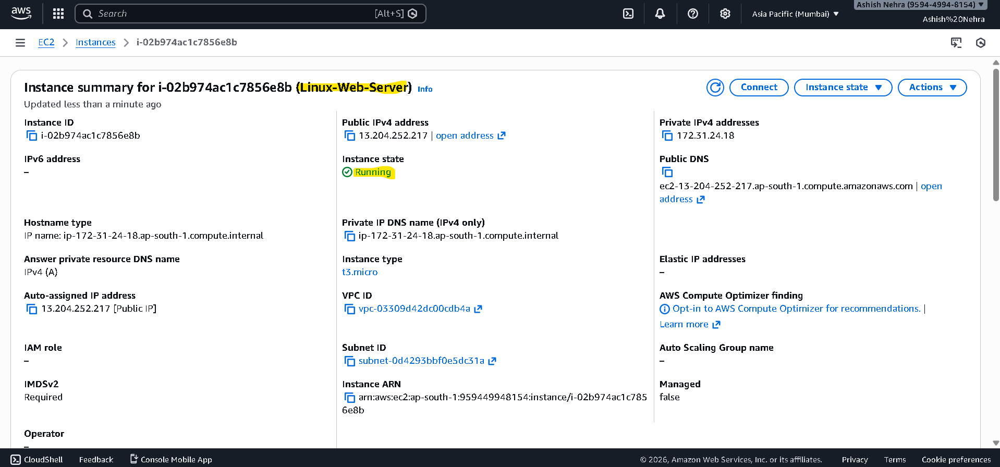 aws
Search [Alt+S]
Asia Pacific (Mumbai) ▼
Ashish Nehra (9594-4994-8154) ▼
Ashish%20Nehra
EC2 > Instances > i-02b974ac1c7856e8b
Instance summary for i-02b974ac1c7856e8b (Linux-Web-Server) Info
Updated less than a minute ago
Connect
Instance state ▼
Actions ▼
Instance ID
i-02b974ac1c7856e8b
Public IPv4 address
13.204.252.217 | open address
Private IPv4 addresses
172.31.24.18
IPv6 address
–
Instance state
Running
Public DNS
ec2-13-204-252-217.ap-south-1.compute.amazonaws.com | open
address
Hostname type
IP name: ip-172-31-24-18.ap-south-1.compute.internal
Private IP DNS name (IPv4 only)
ip-172-31-24-18.ap-south-1.compute.internal
Answer private resource DNS name
IPv4 (A)
Instance type
t3.micro
Elastic IP addresses
–
Auto-assigned IP address
13.204.252.217 [Public IP]
VPC ID
vpc-03309d42dc00cdb4a
AWS Compute Optimizer finding
Opt-in to AWS Compute Optimizer for recommendations. |
Learn more
IAM role
–
Subnet ID
subnet-0d4293bbf0e5dc31a
Auto Scaling Group name
–
IMDSv2
Required
Instance ARN
arn:aws:ec2:ap-south-1:959449948154:instance/i-02b974ac1c785
6e8b
Managed
false
Operator
–
CloudShell
Feedback
Console Mobile App
© 2026, Amazon Web Services, Inc. or its affiliates.
Privacy
Terms
Cookie preferences